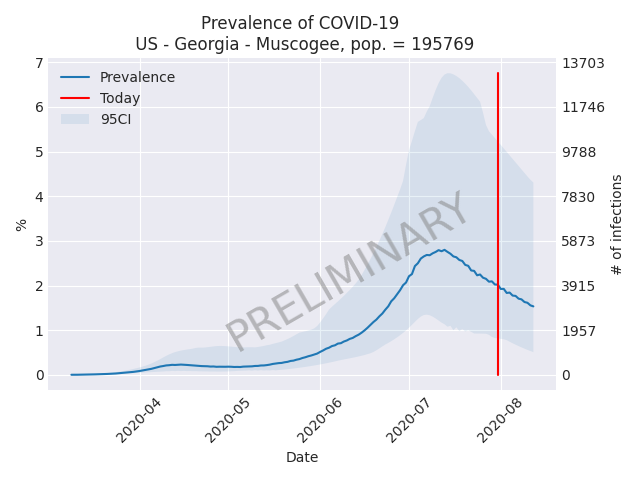 Prevalence of COVID-19
US - Georgia - Muscogee, pop. = 195769
Prevalence
Today
95CI
7
6
5
4
3
2
1
0
%
13703
11746
9788
7830
5873
3915
1957
0
# of infections
PRELIMINARY
2020-04
2020-05
2020-06
2020-07
2020-08
Date